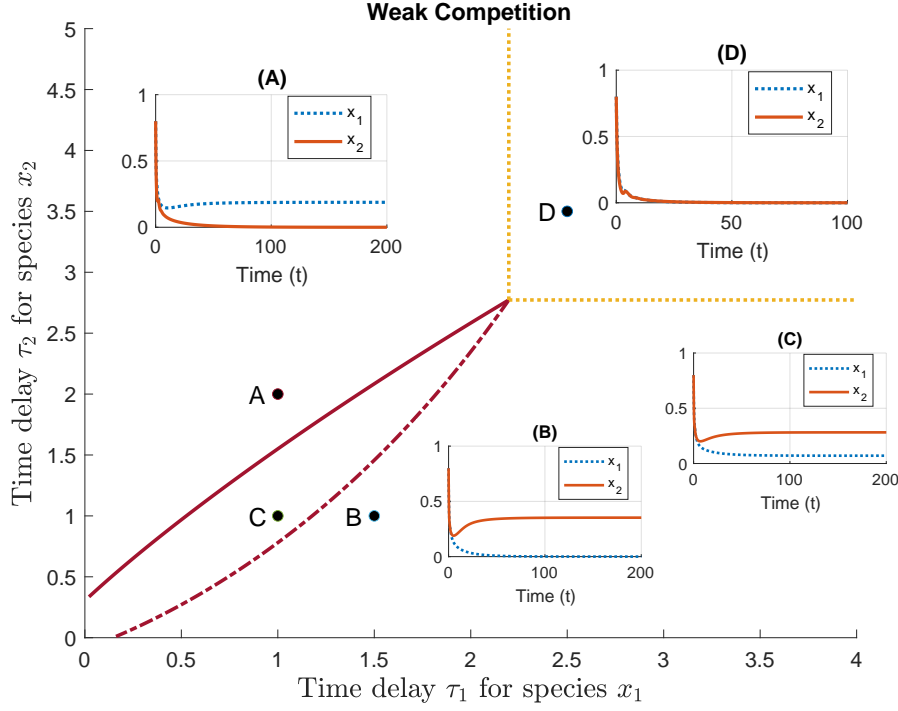 Weak Competition
Time delay τ₂ for species x₂
5
4.5
4
3.5
3
2.5
2
1.5
1
0.5
0
(A)
1
0.5
0
x₁
x₂
0
100
200
Time (t)
(D)
1
0.5
0
x₁
x₂
0
50
100
Time (t)
D
A
C
B
(C)
1
0.5
0
x₁
x₂
0
100
200
Time (t)
(B)
1
0.5
0
x₁
x₂
0
100
200
Time (t)
0
0.5
1
1.5
2
2.5
3
3.5
4
Time delay τ₁ for species x₁